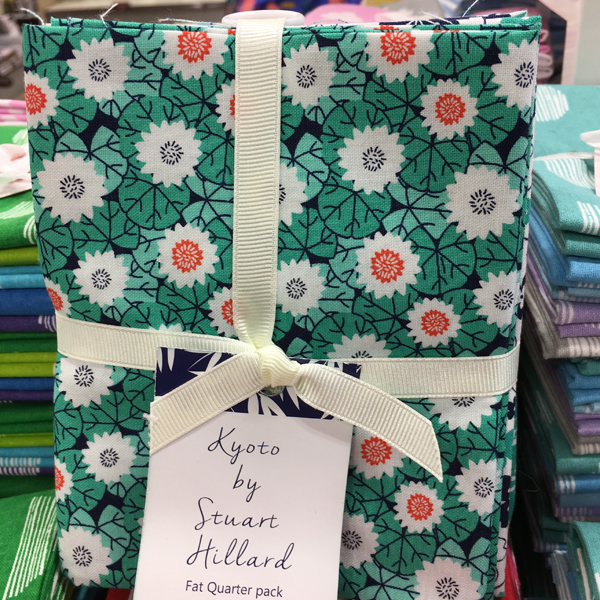 Kyoto
by
Stuart
Hillard
Fat Quarter pack